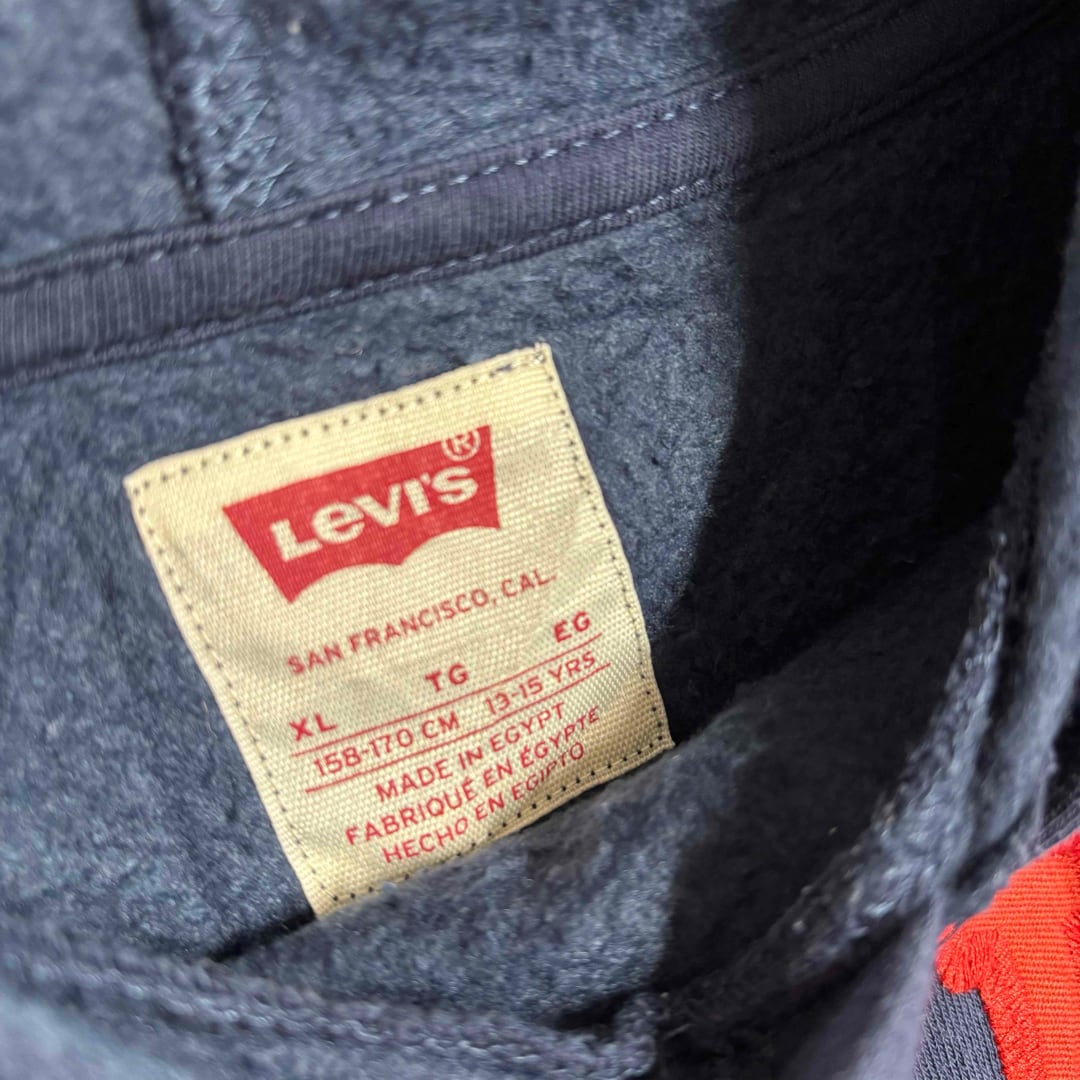 Levi's®
SAN FRANCISCO, CAL.
XL TG EG
158-170 CM 13-15 YRS
MADE IN EGYPT
FABRIQUÉ EN ÉGYPTE
HECHO EN EGIPTO